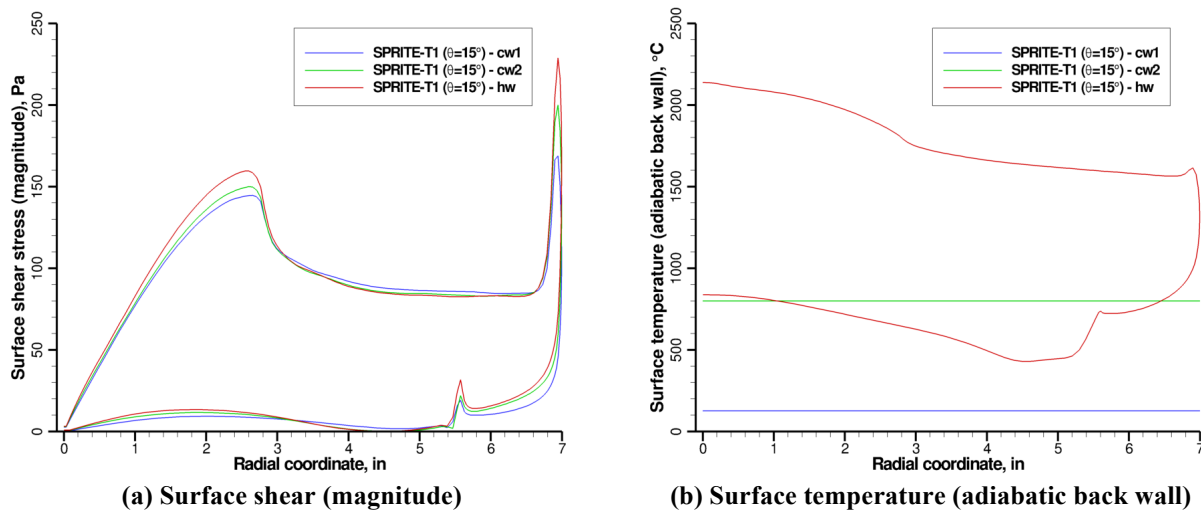 Surface shear stress (magnitude), Pa
250
200
150
100
50
0
SPRITE-T1 (θ=15°) - cw1
SPRITE-T1 (θ=15°) - cw2
SPRITE-T1 (θ=15°) - hw
0 1 2 3 4 5 6 7
Radial coordinate, in
(a) Surface shear (magnitude)
Surface temperature (adiabatic back wall), °C
2500
2000
1500
1000
500
0
SPRITE-T1 (θ=15°) - cw1
SPRITE-T1 (θ=15°) - cw2
SPRITE-T1 (θ=15°) - hw
0 1 2 3 4 5 6 7
Radial coordinate, in
(b) Surface temperature (adiabatic back wall)